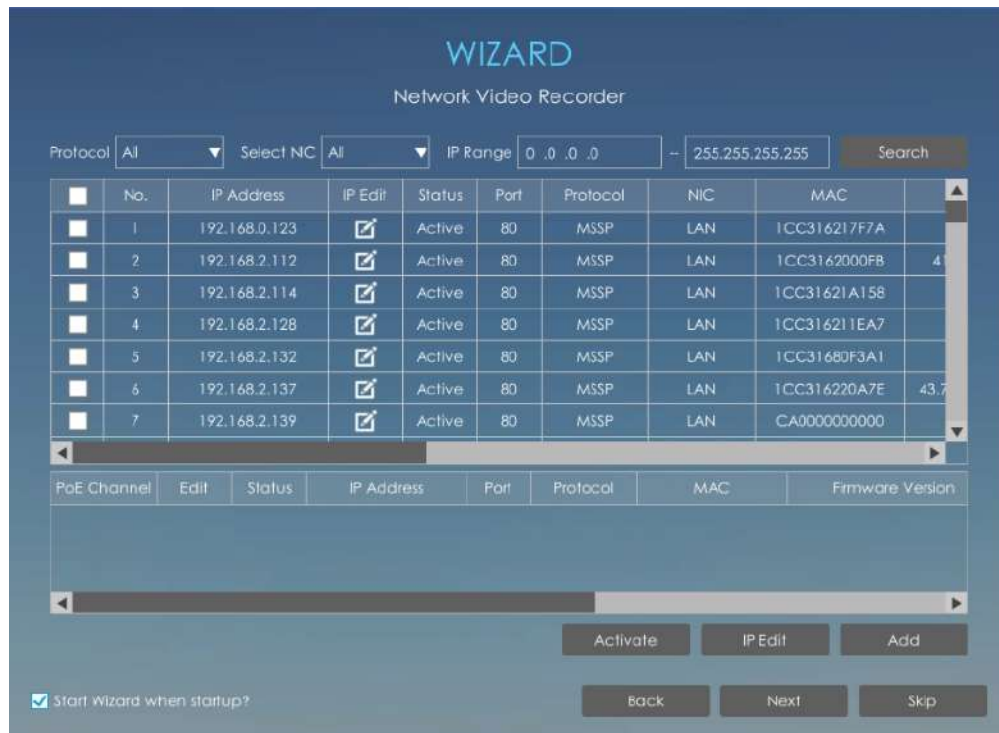 WIZARD
Network Video Recorder
Protocol All Select NIC All IP Range 0 .0 .0 .0 – 255.255.255.255 Search
No. IP Address IP Edit Status Port Protocol NIC MAC
1 192.168.0.123 Active 80 MSSP LAN 1CC316217F7A
2 192.168.2.112 Active 80 MSSP LAN 1CC3162000FB 41
3 192.168.2.114 Active 80 MSSP LAN 1CC31621A158
4 192.168.2.128 Active 80 MSSP LAN 1CC316211EA7
5 192.168.2.132 Active 80 MSSP LAN 1CC31680F3A1
6 192.168.2.137 Active 80 MSSP LAN 1CC316220A7E 43.7
7 192.168.2.139 Active 80 MSSP LAN CA0000000000
PoE Channel Edit Status IP Address Port Protocol MAC Firmware Version
Activate IP Edit Add
Start Wizard when startup? Back Next Skip